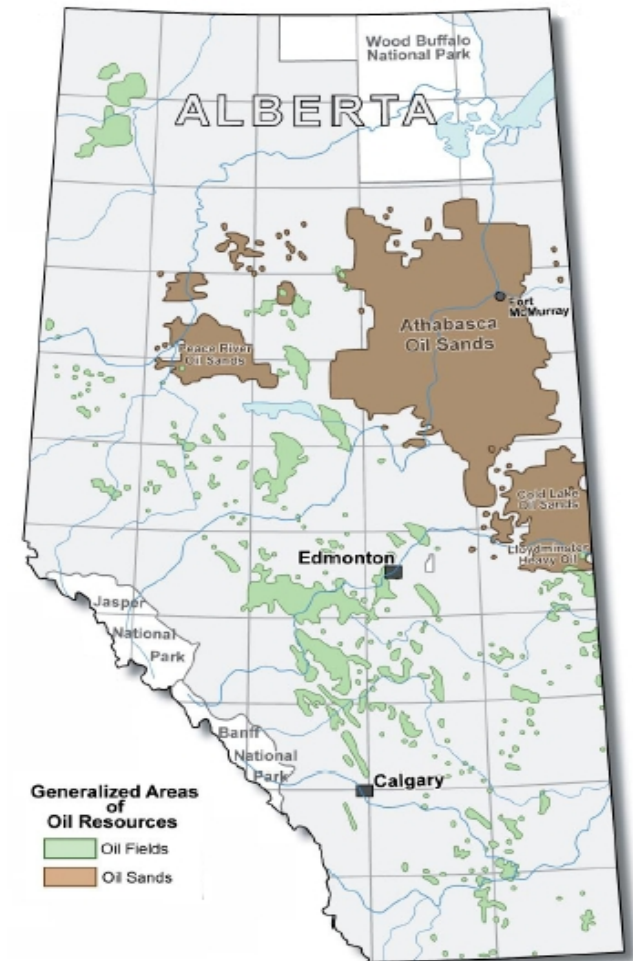 Wood Buffalo
National Park
ALBERTA
Fort
McMurray
Athabasca
Oil Sands
Peace River
Oil Sands
Cold Lake
Oil Sands
Lloydminster
Heavy Oil
Edmonton
Jasper
National
Park
Banff
National
Park
Calgary
Generalized Areas
of
Oil Resources
Oil Fields
Oil Sands